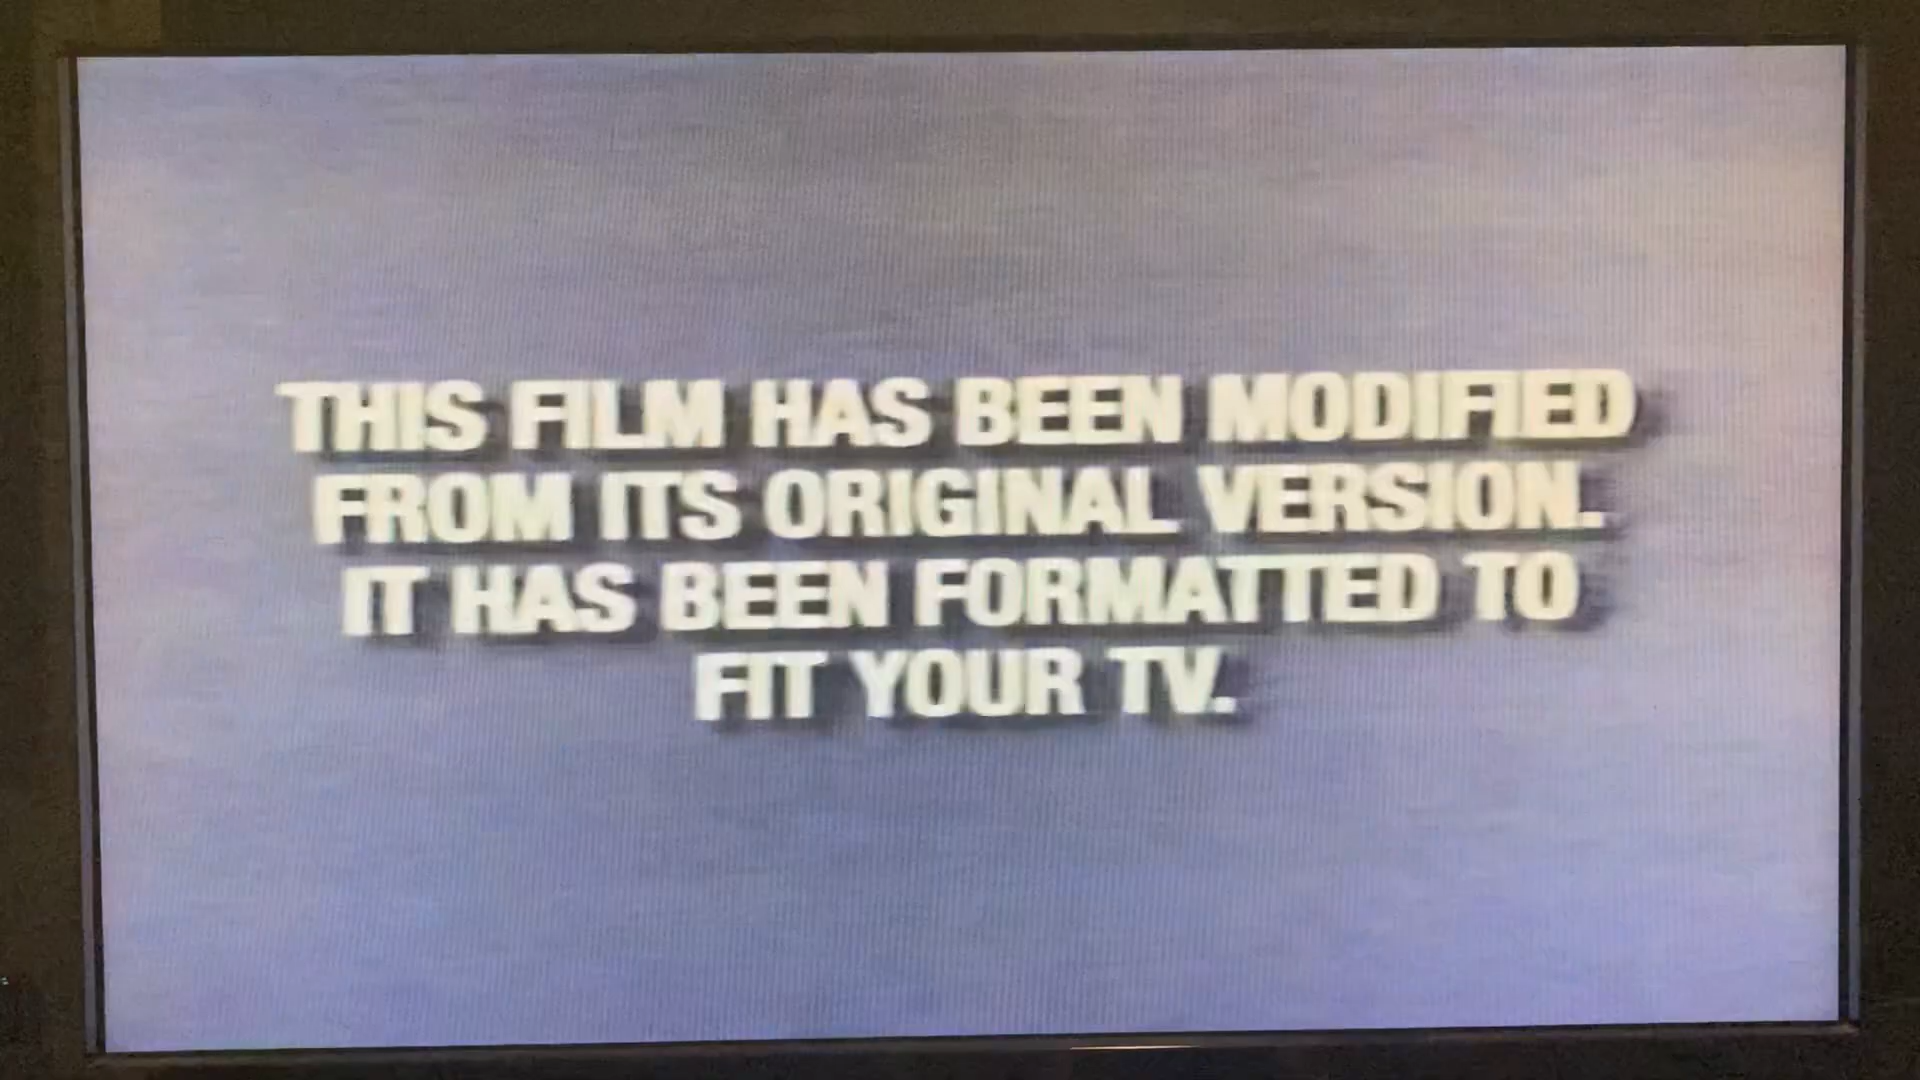 THIS FILM HAS BEEN MODIFIED
FROM ITS ORIGINAL VERSION.
IT HAS BEEN FORMATTED TO
FIT YOUR TV.